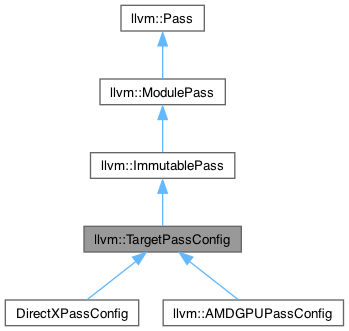 llvm::Pass
llvm::ModulePass
llvm::ImmutablePass
llvm::TargetPassConfig
DirectXPassConfig
llvm::AMDGPUPassConfig